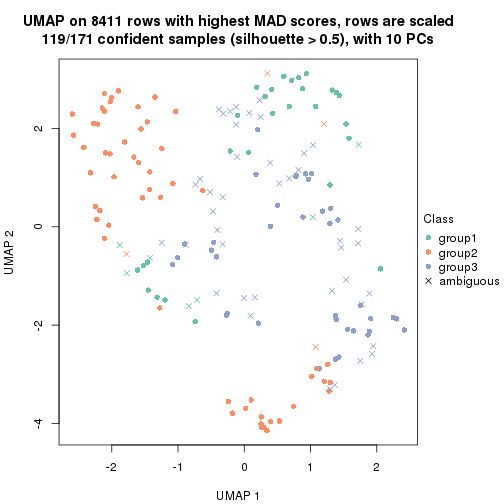 UMAP on 8411 rows with highest MAD scores, rows are scaled
119/171 confident samples (silhouette > 0.5), with 10 PCs
UMAP 2
2
0
-2
-4
-2
-1
0
1
2
UMAP 1
Class
group1
group2
group3
ambiguous